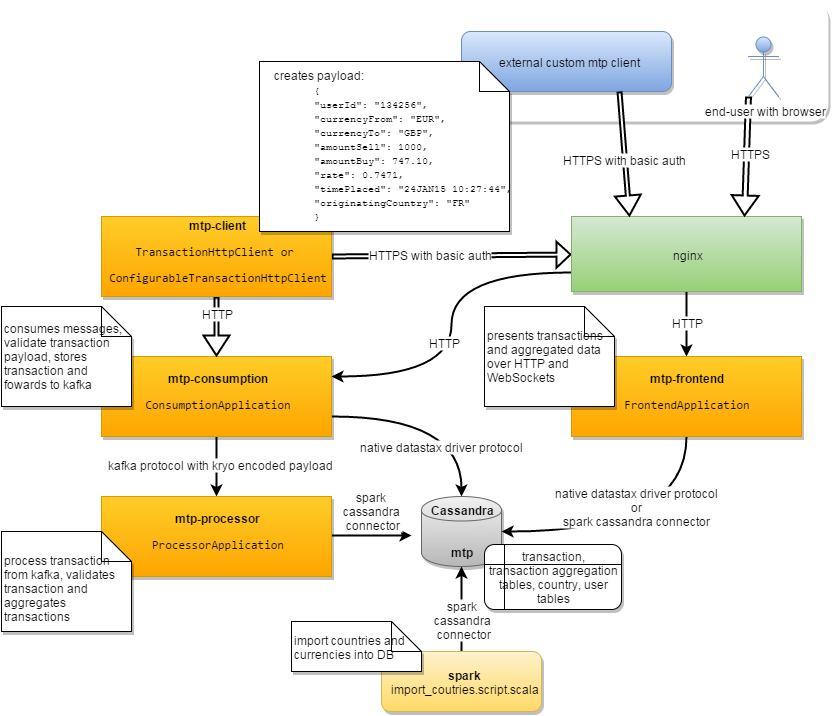 external custom mtp client
end-user with browser
creates payload:
{
"userId": "134256",
"currencyFrom": "EUR",
"currencyTo": "GBP",
"amountSell": 1000,
"amountBuy": 747.10,
"rate": 0.7471,
"timePlaced": "24JAN15 10:27:44",
"originatingCountry": "FR"
}
HTTPS with basic auth
HTTPS
mtp-client
TransactionHttpClient or
ConfigurableTransactionHttpClient
HTTPS with basic auth
nginx
HTTP
HTTP
HTTP
consumes messages,
validate transaction
payload, stores
transaction and
fowards to kafka
presents transactions
and aggregated data
over HTTP and
WebSockets
mtp-consumption
ConsumptionApplication
mtp-frontend
FrontendApplication
kafka protocol with kryo encoded payload
native datastax driver protocol
native datastax driver protocol
or
spark cassandra connector
mtp-processor
ProcessorApplication
spark
cassandra
connector
Cassandra
mtp
transaction,
transaction aggregation
tables, country, user
tables
process transaction
from kafka, validates
transaction and
aggregates
transactions
spark
cassandra
connector
import countries and
currencies into DB
spark
import_coutries.script.scala